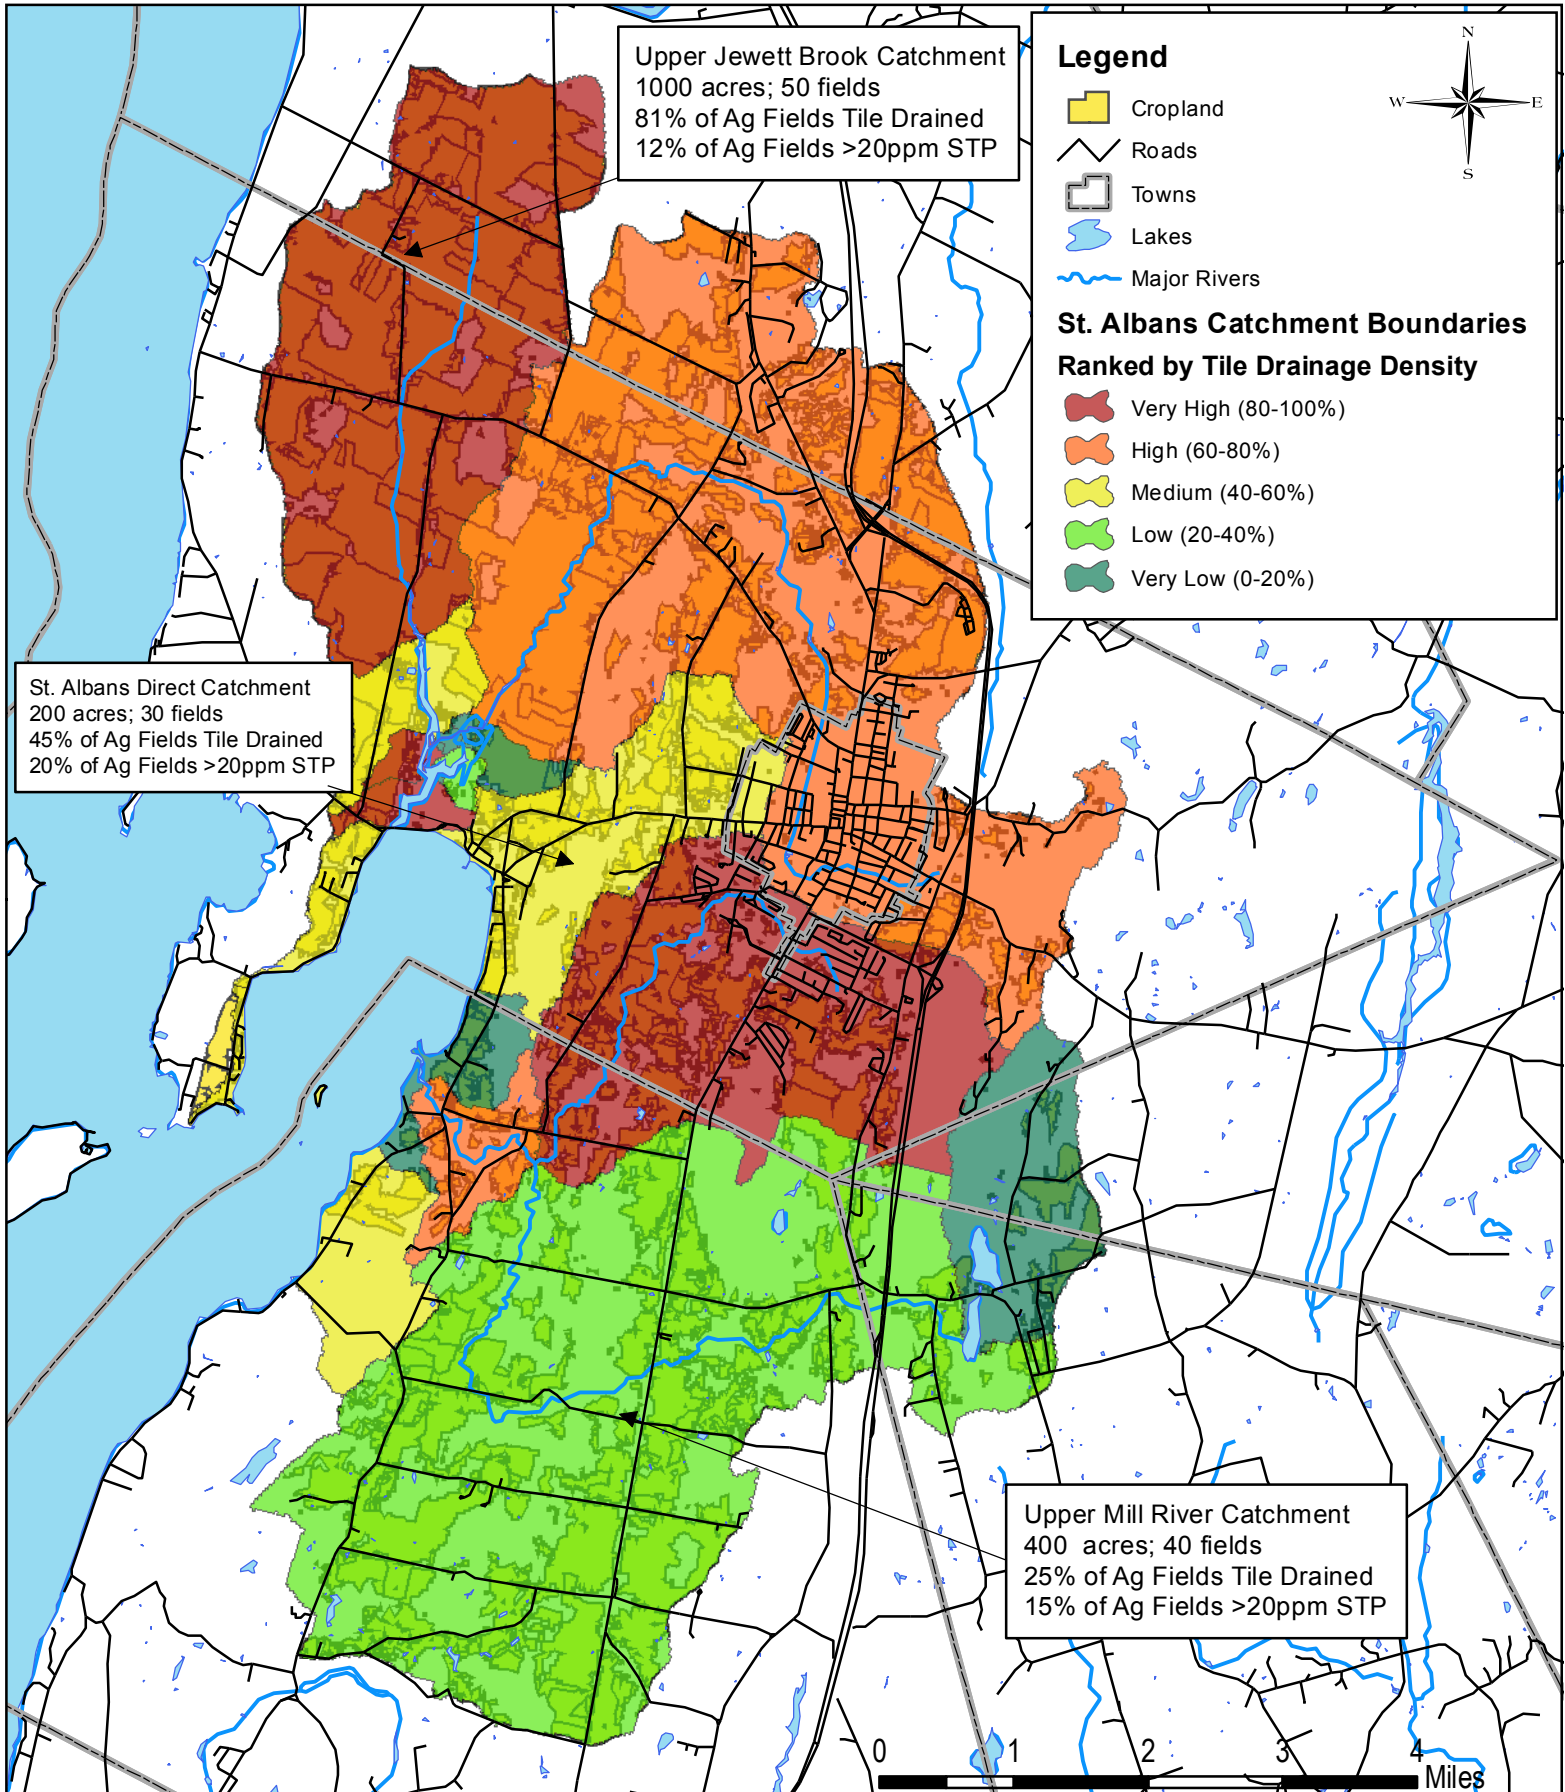 Upper Jewett Brook Catchment
1000 acres; 50 fields
81% of Ag Fields Tile Drained
12% of Ag Fields >20ppm STP
Legend
N
W
E
S
Cropland
Roads
Towns
Lakes
Major Rivers
St. Albans Catchment Boundaries
Ranked by Tile Drainage Density
Very High (80-100%)
High (60-80%)
Medium (40-60%)
Low (20-40%)
Very Low (0-20%)
St. Albans Direct Catchment
200 acres; 30 fields
45% of Ag Fields Tile Drained
20% of Ag Fields >20ppm STP
Upper Mill River Catchment
400 acres; 40 fields
25% of Ag Fields Tile Drained
15% of Ag Fields >20ppm STP
0 1 2 3 4
Miles